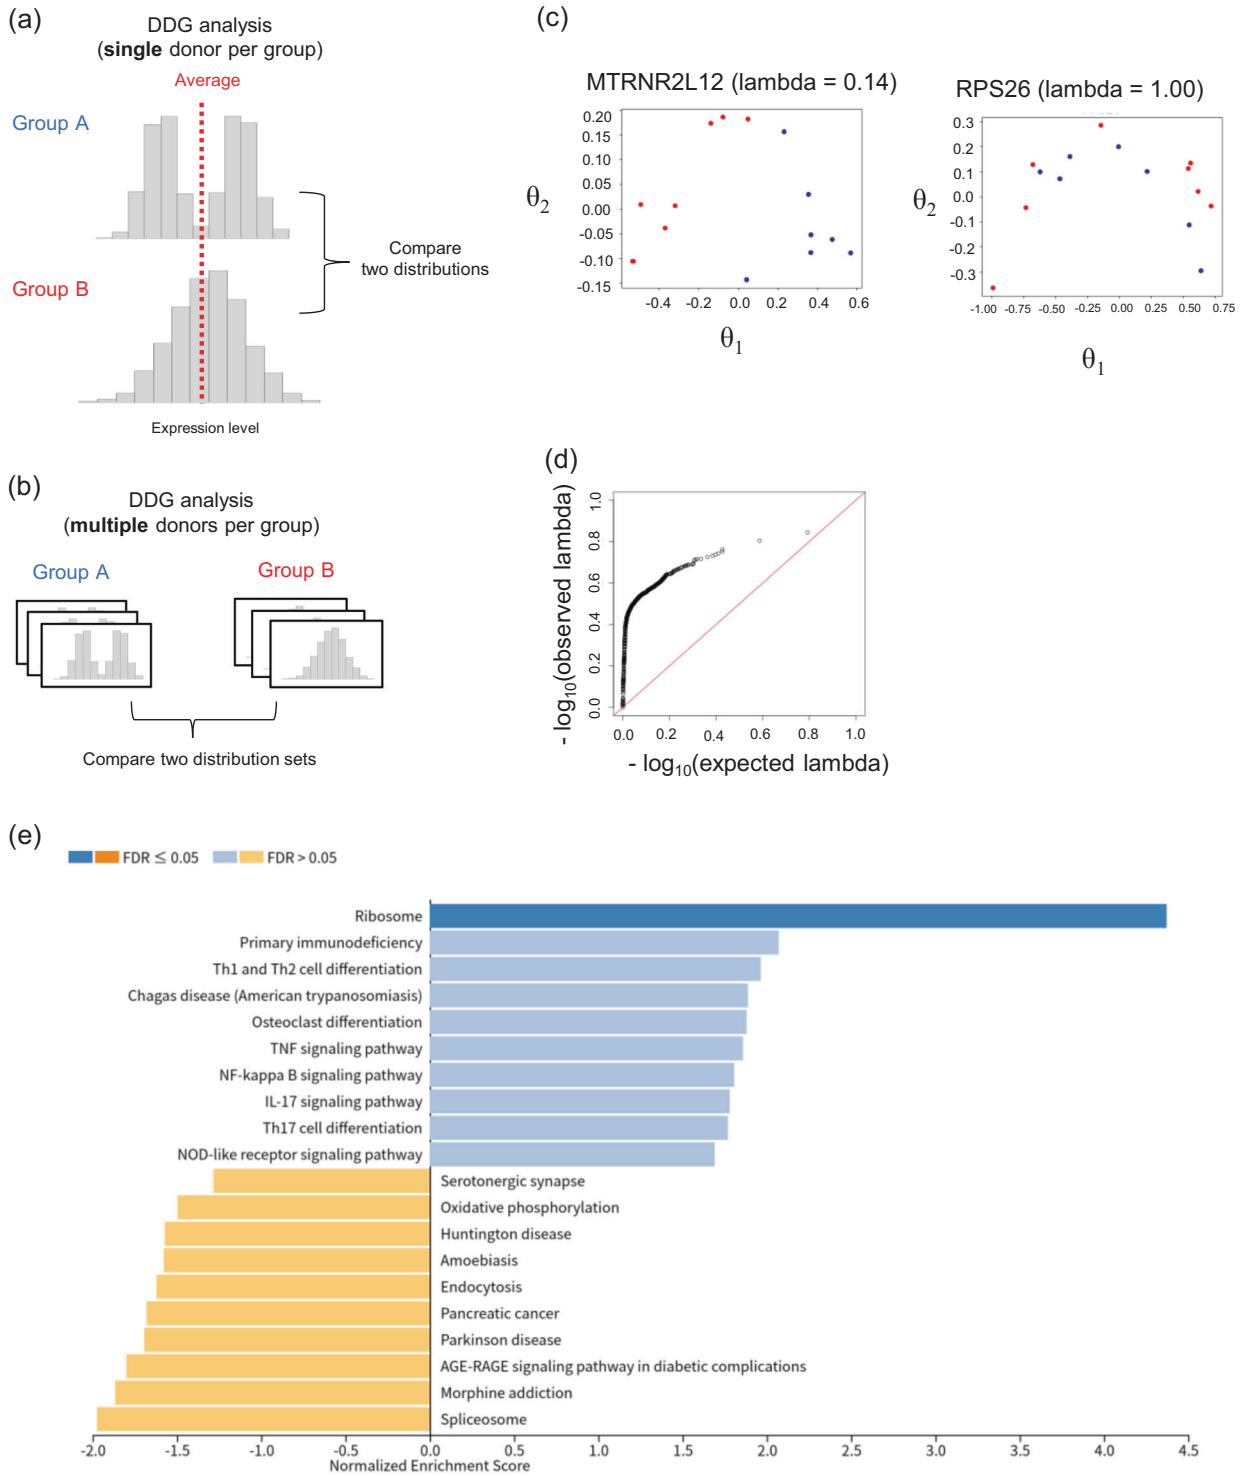 (a)
DDG analysis
(single donor per group)
Average
Group A
Group B
Compare
two distributions
Expression level
(b)
DDG analysis
(multiple donors per group)
Group A
Group B
Compare two distribution sets
(c)
MTRNR2L12 (lambda = 0.14)
0.20
0.15
0.10
0.05
0.00
-0.05
-0.10
-0.15
θ2
-0.4 -0.2 0.0 0.2 0.4 0.6
θ1
RPS26 (lambda = 1.00)
0.3
0.2
0.1
0.0
-0.1
-0.2
-0.3
θ2
-1.00 -0.75 -0.50 -0.25 0.00 0.25 0.50 0.75
θ1
(d)
- log10(observed lambda)
1.0
0.8
0.6
0.4
0.2
0.0
0.0 0.2 0.4 0.6 0.8 1.0
- log10(expected lambda)
(e)
FDR ≤ 0.05 FDR > 0.05
Ribosome
Primary immunodeficiency
Th1 and Th2 cell differentiation
Chagas disease (American trypanosomiasis)
Osteoclast differentiation
TNF signaling pathway
NF-kappa B signaling pathway
IL-17 signaling pathway
Th17 cell differentiation
NOD-like receptor signaling pathway
Serotonergic synapse
Oxidative phosphorylation
Huntington disease
Amoebiasis
Endocytosis
Pancreatic cancer
Parkinson disease
AGE-RAGE signaling pathway in diabetic complications
Morphine addiction
Spliceosome
-2.0 -1.5 -1.0 -0.5 0.0 0.5 1.0 1.5 2.0 2.5 3.0 3.5 4.0 4.5
Normalized Enrichment Score